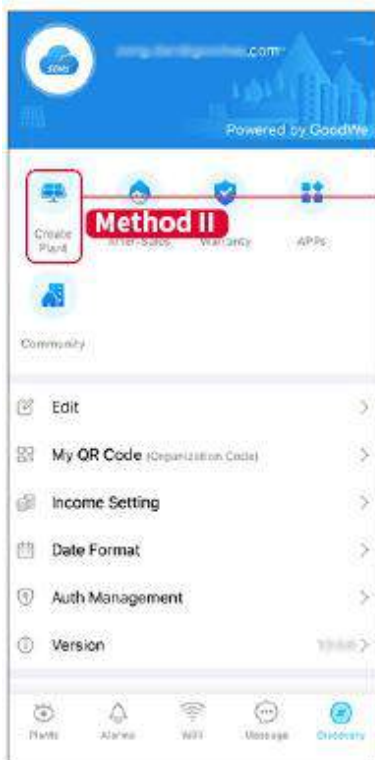 SEMS
.com
Powered by GoodWe
Create
Plant
Method II
After-Sales
Warranty
APPs
Community
Edit
My QR Code (Organization Code)
Income Setting
Date Format
Auth Management
Version
Plants
Alarms
WiFi
Message
Discovery